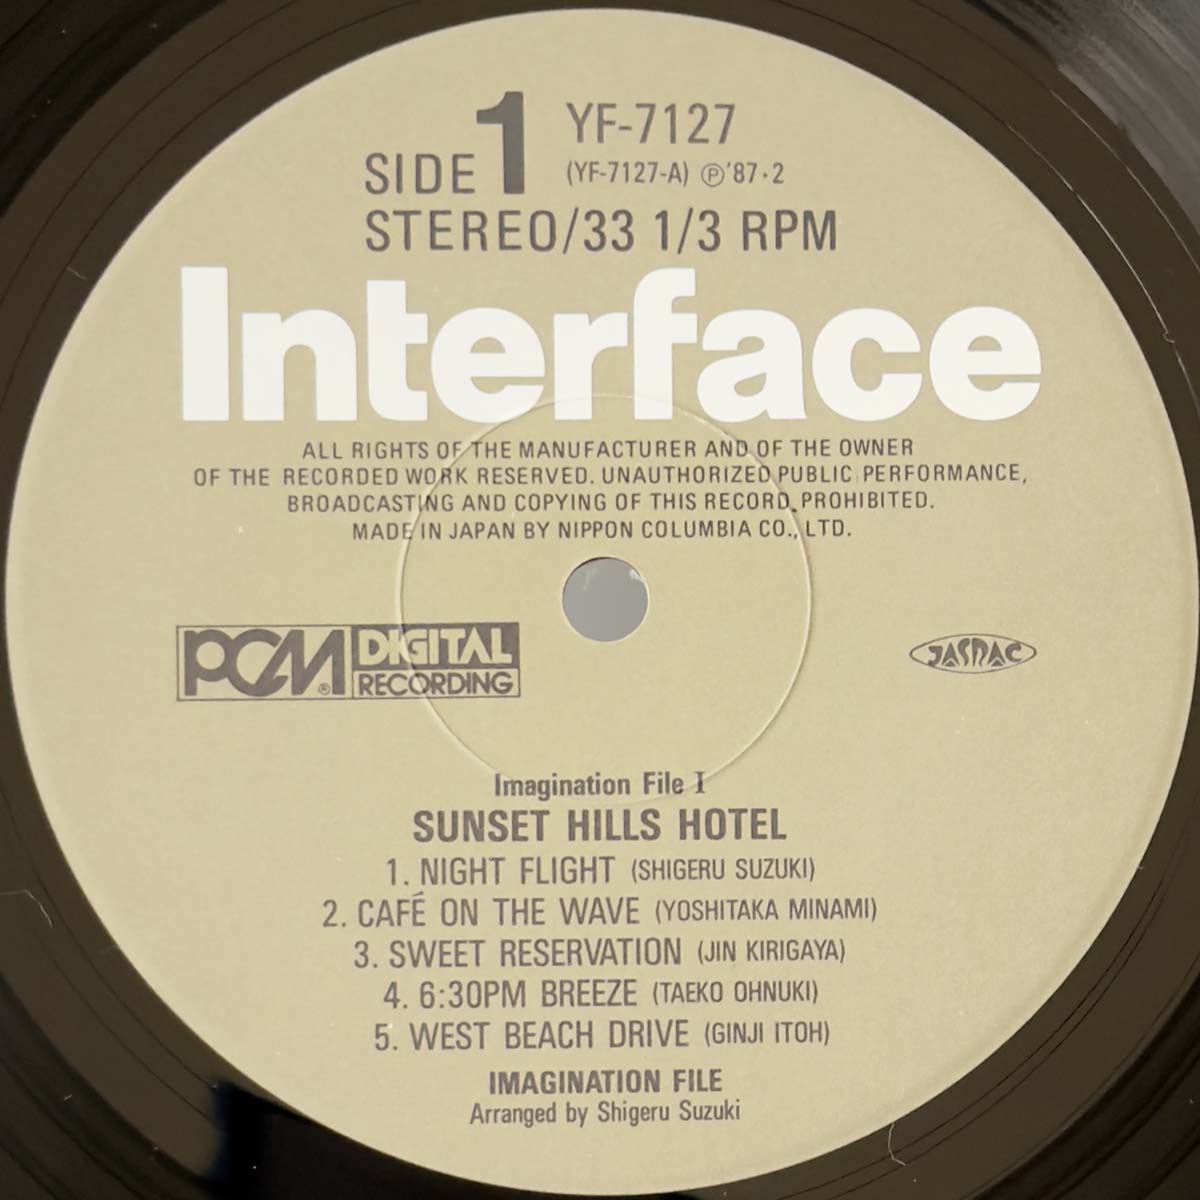 SIDE 1 YF-7127
(YF-7127-A) Ⓟ'87·2
STEREO/33 1/3 RPM
Interface
ALL RIGHTS OF THE MANUFACTURER AND OF THE OWNER
OF THE RECORDED WORK RESERVED. UNAUTHORIZED PUBLIC PERFORMANCE,
BROADCASTING AND COPYING OF THIS RECORD PROHIBITED.
MADE IN JAPAN BY NIPPON COLUMBIA CO., LTD.
PCM® DIGITAL
RECORDING
JASRAC
Imagination File I
SUNSET HILLS HOTEL
1. NIGHT FLIGHT (SHIGERU SUZUKI)
2. CAFÉ ON THE WAVE (YOSHITAKA MINAMI)
3. SWEET RESERVATION (JIN KIRIGAYA)
4. 6:30PM BREEZE (TAEKO OHNUKI)
5. WEST BEACH DRIVE (GINJI ITOH)
IMAGINATION FILE
Arranged by Shigeru Suzuki